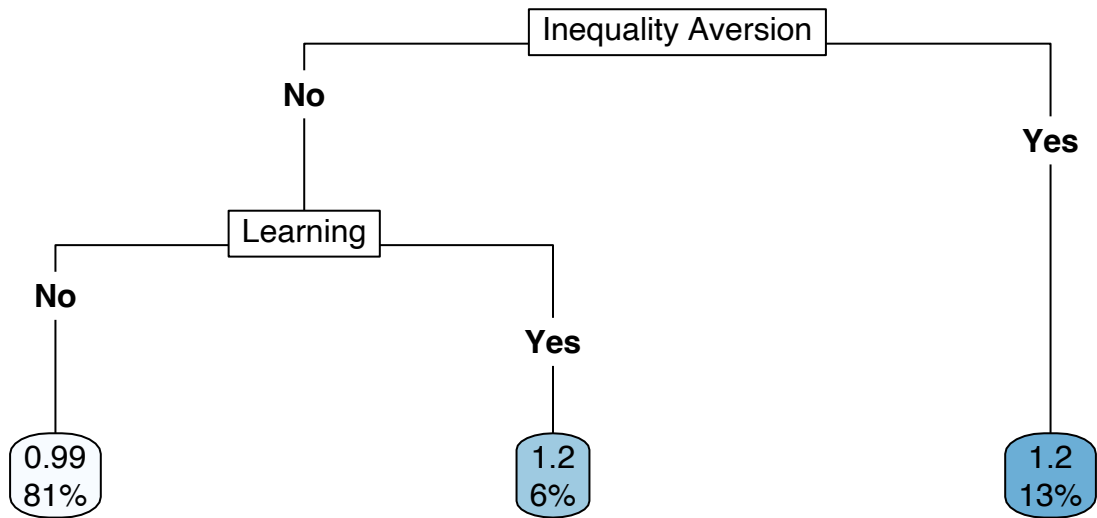 Inequality Aversion
No
Yes
Learning
No
Yes
0.99
81%
1.2
6%
1.2
13%